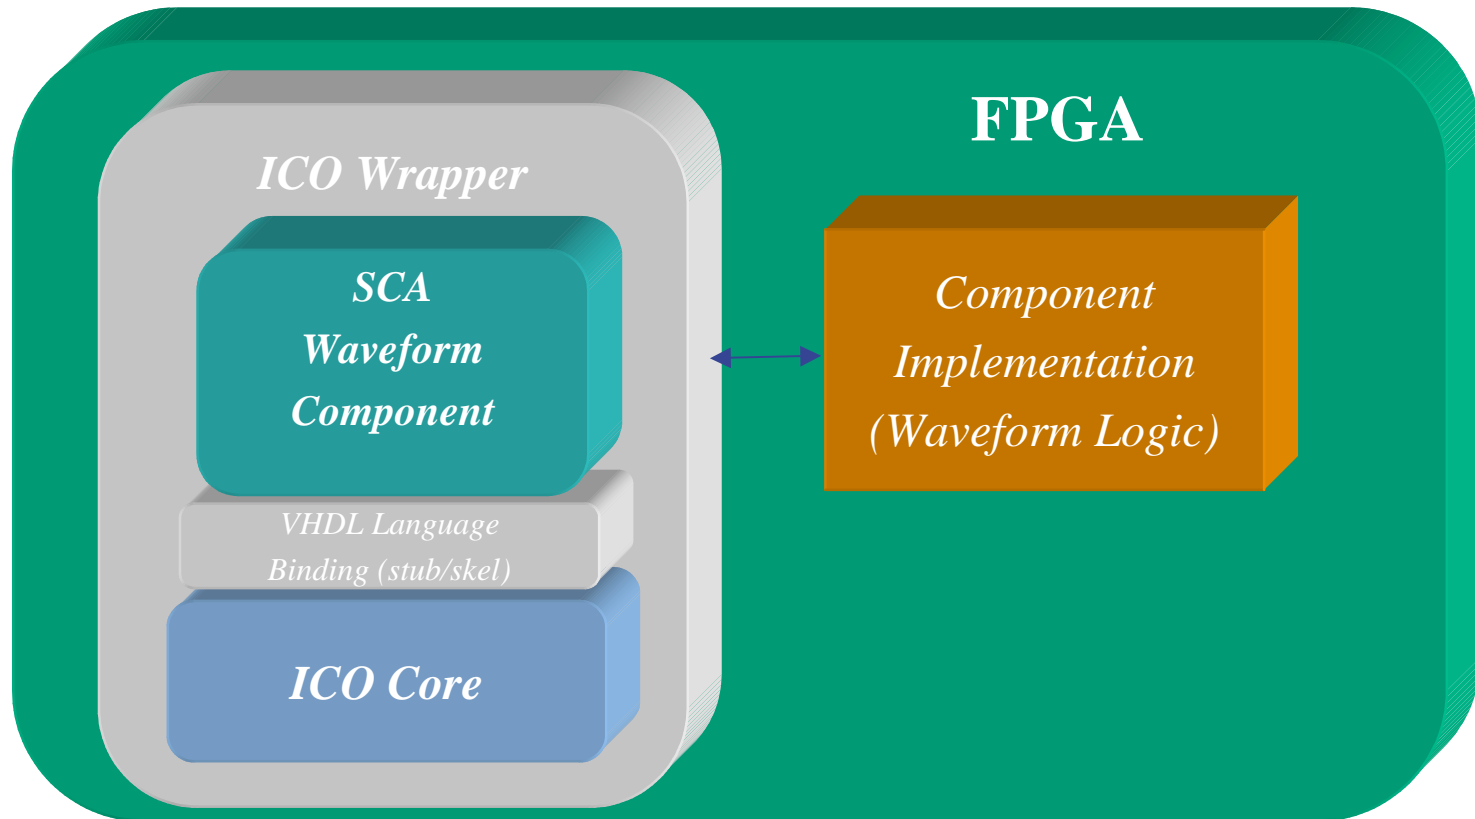 FPGA
ICO Wrapper
SCA
Waveform
Component
VHDL Language
Binding (stub/skel)
ICO Core
Component
Implementation
(Waveform Logic)